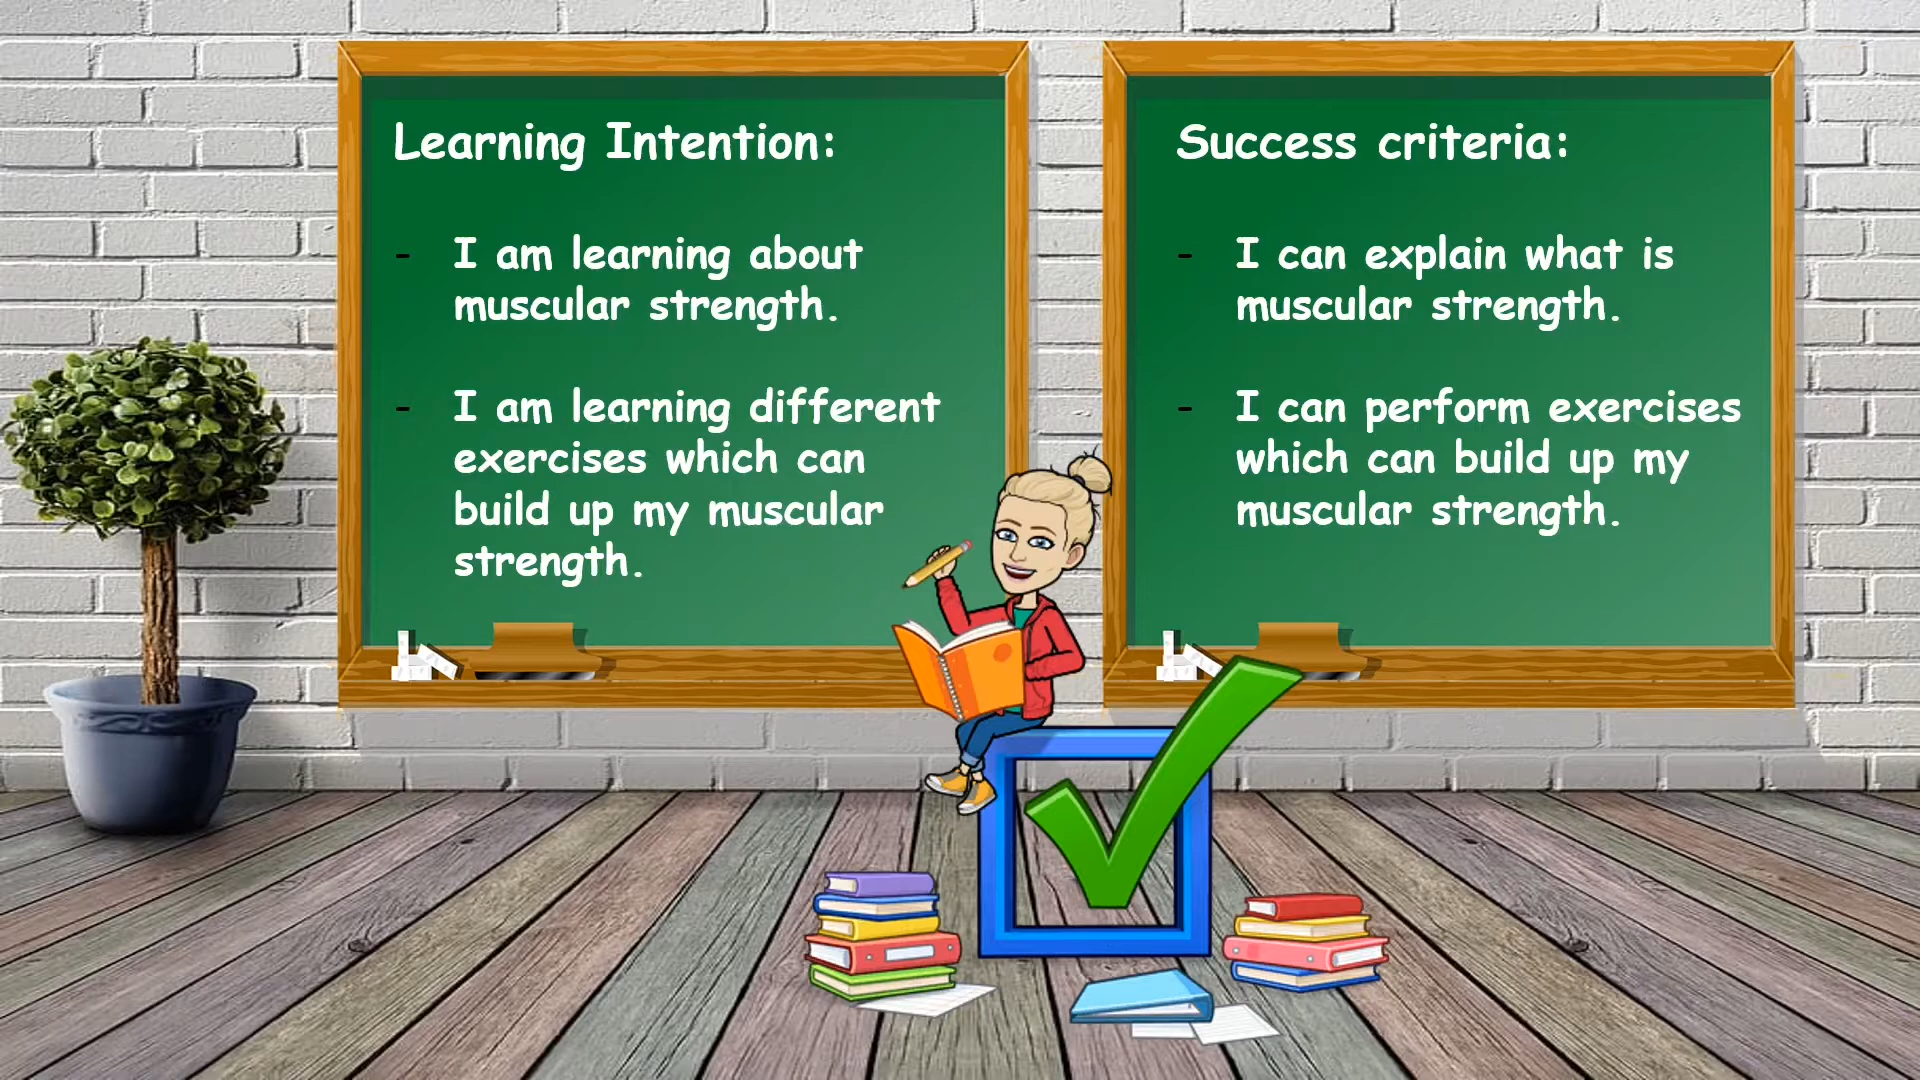 Learning Intention:
- I am learning about
muscular strength.
- I am learning different
exercises which can
build up my muscular
strength.
Success criteria:
- I can explain what is
muscular strength.
- I can perform exercises
which can build up my
muscular strength.